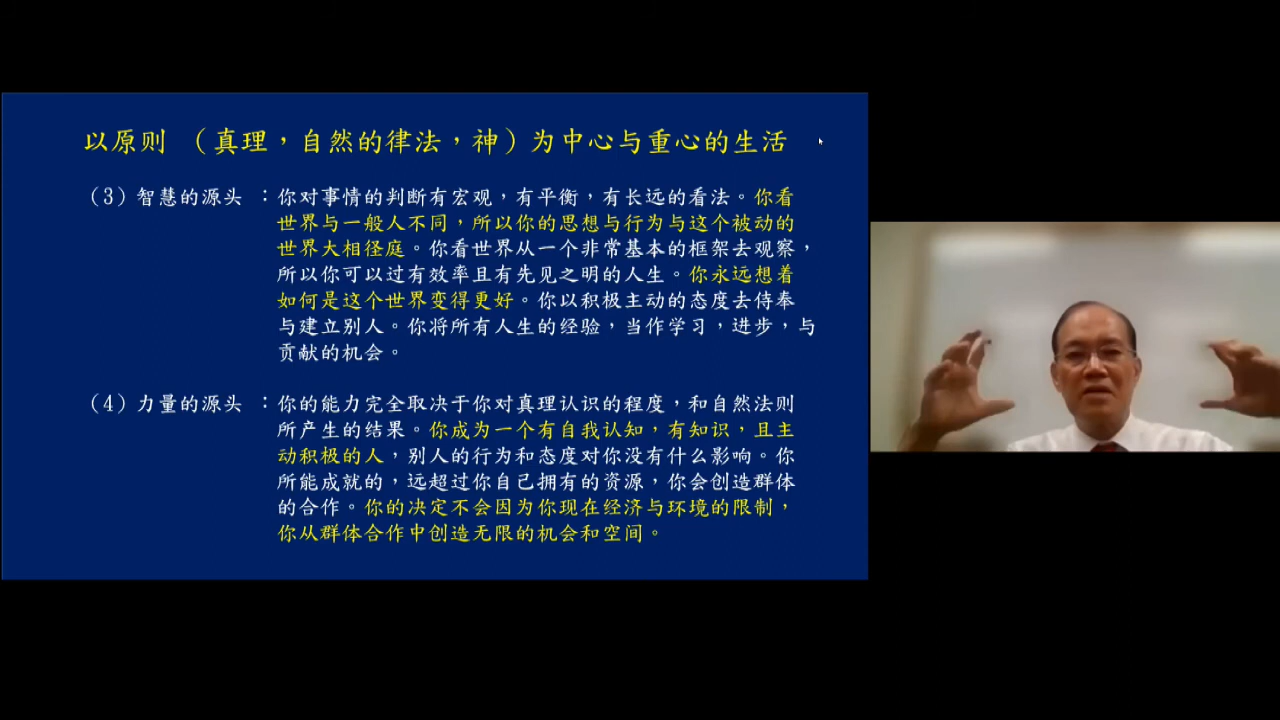 以原则 （真理，自然的律法，神）为中心与重心的生活
（3）智慧的源头 ：你对事情的判断有宏观，有平衡，有长远的看法。你看
世界与一般人不同，所以你的思想与行为与这个被动的
世界大相径庭。你看世界从一个非常基本的框架去观察，
所以你可以过有效率且有先见之明的人生。你永远想着
如何是这个世界变得更好。你以积极主动的态度去侍奉
与建立别人。你将所有人生的经验，当作学习，进步，与
贡献的机会。
（4）力量的源头 ：你的能力完全取决于你对真理认识的程度，和自然法则
所产生的结果。你成为一个有自我认知，有知识，且主
动积极的人，别人的行为和态度对你没有什么影响。你
所能成就的，远超过你自己拥有的资源，你会创造群体
的合作。你的决定不会因为你现在经济与环境的限制，
你从群体合作中创造无限的机会和空间。